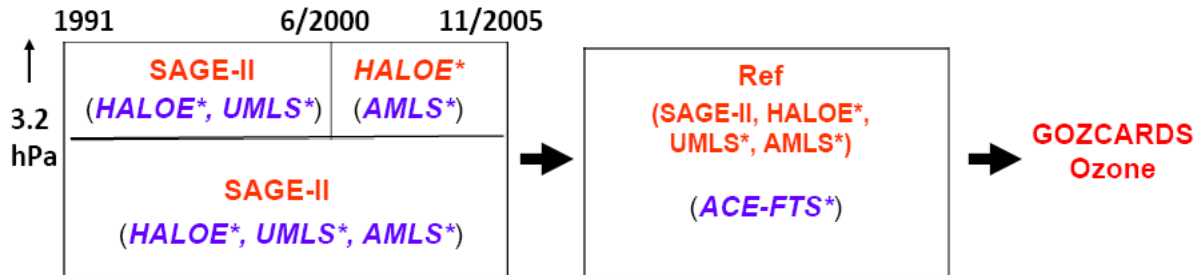 1991 6/2000 11/2005
SAGE-II HALOE*
(HALOE*, UMLS*) (AMLS*)
3.2
hPa
SAGE-II
(HALOE*, UMLS*, AMLS*)
Ref
(SAGE-II, HALOE*,
UMLS*, AMLS*)
(ACE-FTS*)
GOZCARDS
Ozone